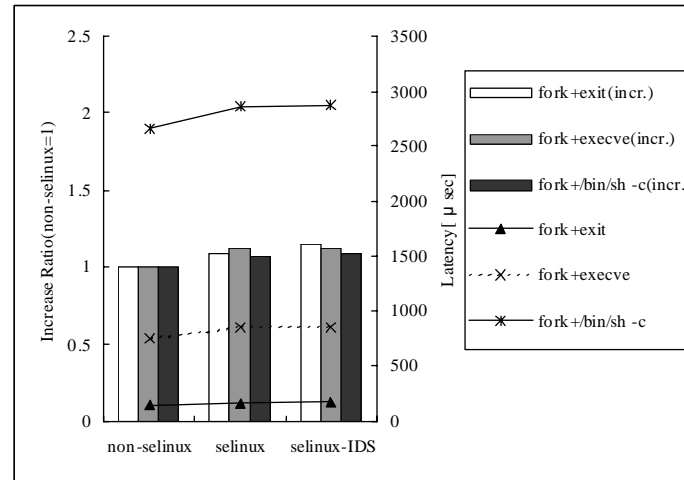 Increase Ratio(non-selinux=1)
2.5
2
1.5
1
0.5
0
non-selinux
selinux
selinux-IDS
3500
3000
2500
2000
1500
1000
500
0
Latency[ μ sec]
fork+exit(incr.)
fork+execve(incr.)
fork+/bin/sh -c(incr.
fork+exit
fork+execve
fork+/bin/sh -c